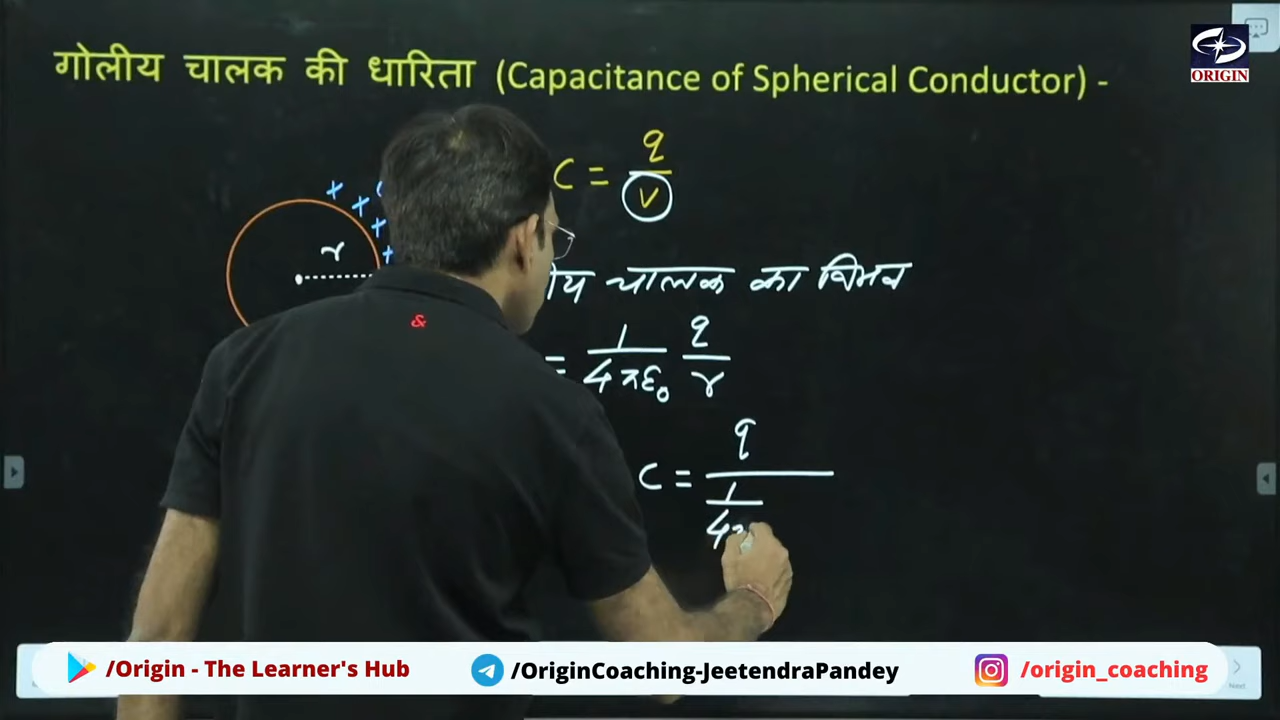 गोलीय चालक की धारिता (Capacitance of Spherical Conductor) -
ORIGIN
C = q/v
r
चालक का विभव
= 1/4πε₀ q/r
C = q/1/4π
/Origin - The Learner's Hub
/OriginCoaching-JeetendraPandey
/origin_coaching
Next